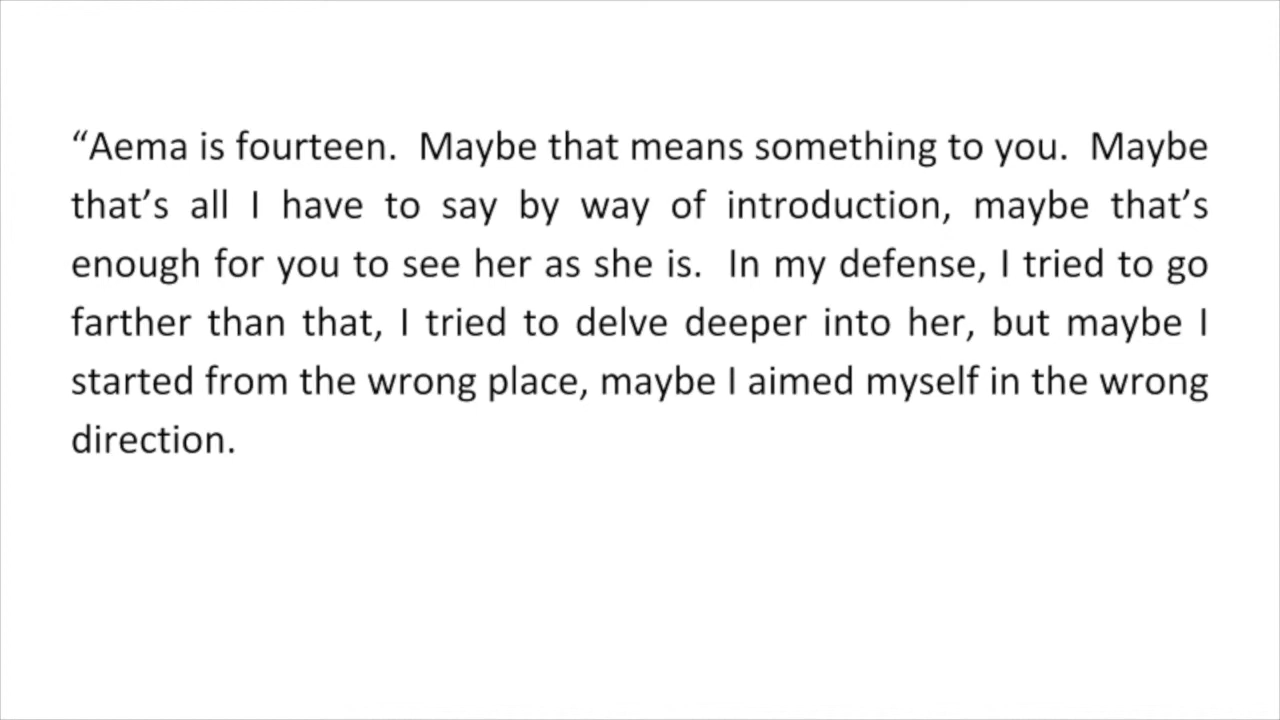 “Aema is fourteen.  Maybe that means something to you.  Maybe
that’s all I have to say by way of introduction, maybe that’s
enough for you to see her as she is.  In my defense, I tried to go
farther than that, I tried to delve deeper into her, but maybe I
started from the wrong place, maybe I aimed myself in the wrong
direction.